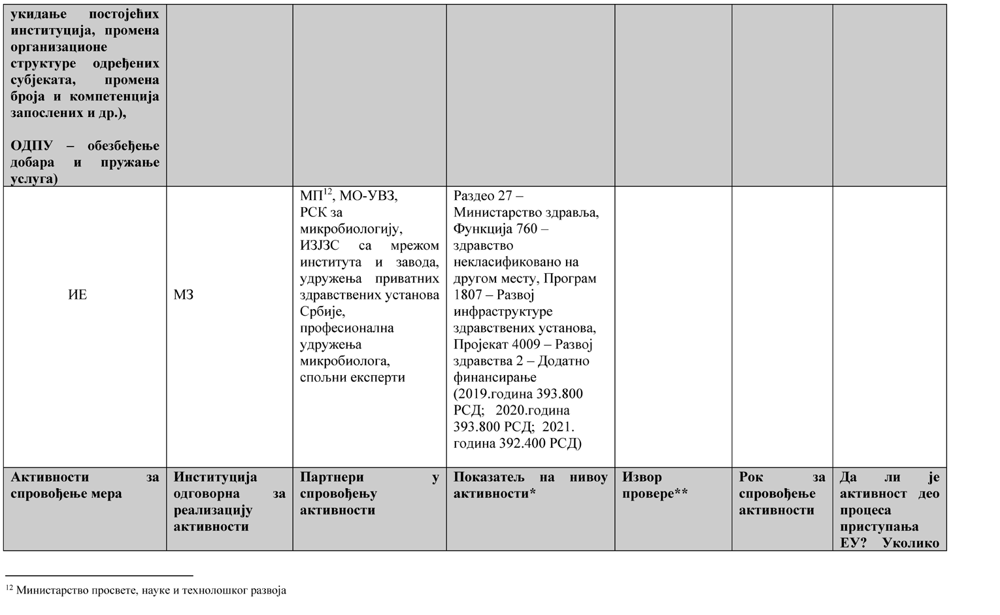 укидање постојећих
институција, промена
организационе
структуре одређених
субјеката, промена
броја и компетенција
запослених и др.),
ОДПУ – обезбеђење
добара и пружање
услуга)
ИЕ
МЗ
МП12, МО-УВЗ,
РСК за
микробиологију,
ИЗЈЗС са мрежом
института и завода,
удружења приватних
здравствених установа
Србије,
професионална
удружења
микробиолога,
спољни експерти
Раздео 27 –
Министарство здравља,
Функција 760 –
здравство
некласификовано на
другом месту, Програм
1807 – Развој
инфраструктуре
здравствених установа,
Пројекат 4009 – Развој
здравства 2 – Додатно
финансирање
(2019.година 393.800
РСД; 2020.година
393.800 РСД; 2021.
година 392.400 РСД)
Активности за
спровођење мера
Институција
одговорна за
реализацију
активности
Партнери у
спровођењу
активности
Показатељ на нивоу
активности*
Извор
провере**
Рок за
спровођење
активности
Да ли је
активност део
процеса
приступања
ЕУ? Уколико
12 Министарство просвете, науке и технолошког развоја